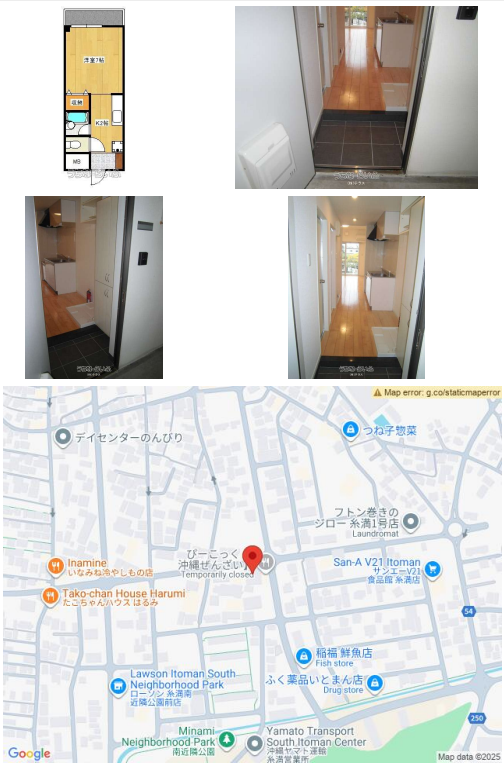 洋室7帖
収納
K2帖
MB
Map error: g.co/staticmaperror
つね子惣菜
デイセンターのんびり
フトン巻きの
ジロー 糸満1号店
Laundromat
ぴーこっく
沖縄ぜんざい
Temporarily closed
Inamine
いなみね冷やしもの店
San-A V21 Itoman
サンエーV21
食品館 糸満店
Tako-chan House Harumi
たこちゃんハウス はるみ
54
稲福 鮮魚店
Fish store
Lawson Itoman South
Neighborhood Park
ローソン 糸満南
近隣公園前店
ふく薬品いとまん店
Drug store
250
Minami
Neighborhood Park
南近隣公園
Yamato Transport
South Itoman Center
沖縄ヤマト運輸
糸満営業所
Google
Map data ©2025